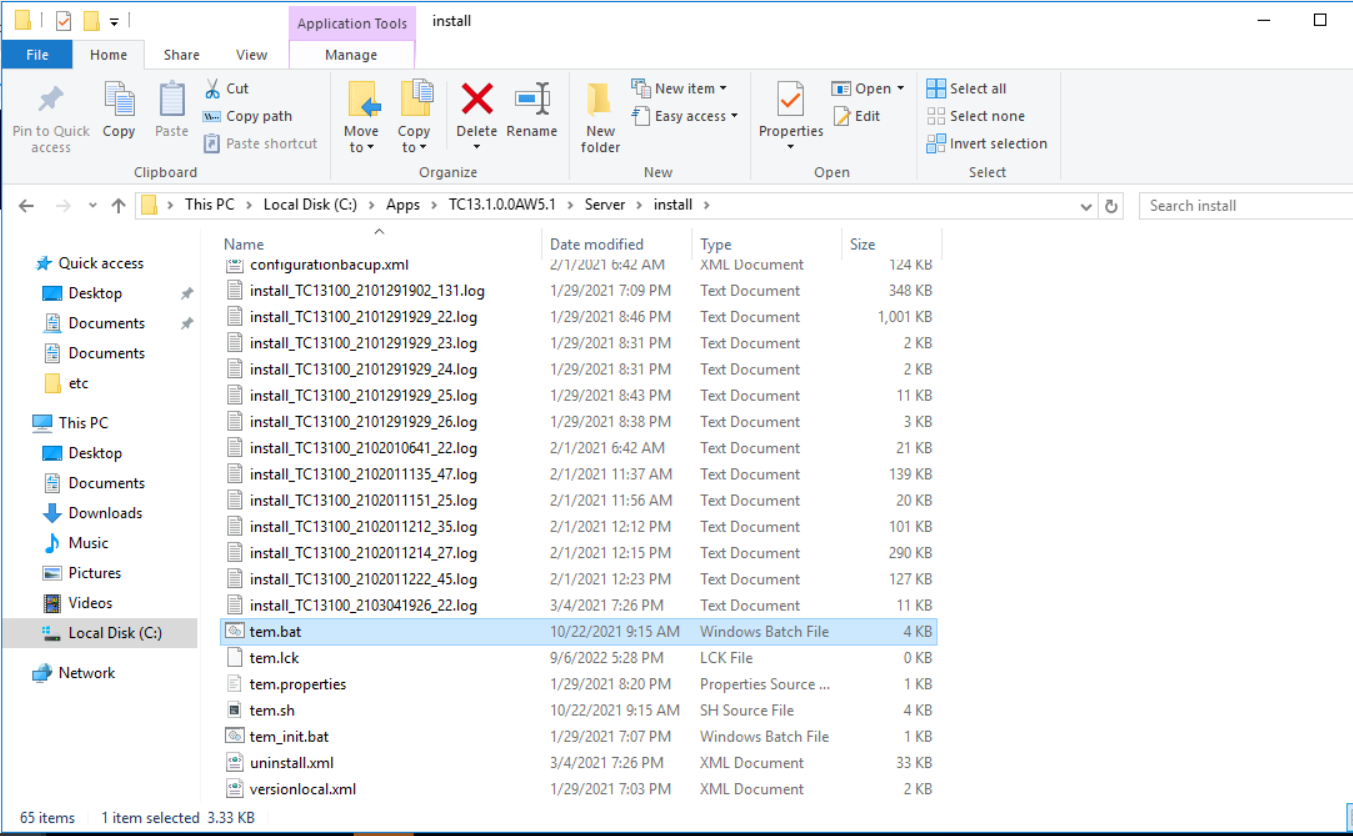 Application Tools install
File Home Share View Manage
Pin to Quick access
Copy
Paste
Cut
Copy path
Paste shortcut
Clipboard
Move to
Copy to
Delete
Rename
Organize
New folder
New item
Easy access
New
Properties
Open
Edit
Open
Select all
Select none
Invert selection
Select
This PC > Local Disk (C:) > Apps > TC13.1.0.0AW5.1 > Server > install >
Search install
Quick access
Desktop
Documents
Documents
etc
This PC
Desktop
Documents
Downloads
Music
Pictures
Videos
Local Disk (C:)
Network
Name Date modified Type Size
configurationbacup.xml 2/1/2021 6:42 AM XML Document 124 KB
install_TC13100_2101291902_131.log 1/29/2021 7:09 PM Text Document 348 KB
install_TC13100_2101291929_22.log 1/29/2021 8:46 PM Text Document 1,001 KB
install_TC13100_2101291929_23.log 1/29/2021 8:31 PM Text Document 2 KB
install_TC13100_2101291929_24.log 1/29/2021 8:31 PM Text Document 2 KB
install_TC13100_2101291929_25.log 1/29/2021 8:43 PM Text Document 11 KB
install_TC13100_2101291929_26.log 1/29/2021 8:38 PM Text Document 3 KB
install_TC13100_2102010641_22.log 2/1/2021 6:42 AM Text Document 21 KB
install_TC13100_2102011135_47.log 2/1/2021 11:37 AM Text Document 139 KB
install_TC13100_2102011151_25.log 2/1/2021 11:56 AM Text Document 20 KB
install_TC13100_2102011212_35.log 2/1/2021 12:12 PM Text Document 101 KB
install_TC13100_2102011214_27.log 2/1/2021 12:15 PM Text Document 290 KB
install_TC13100_2102011222_45.log 2/1/2021 12:23 PM Text Document 127 KB
install_TC13100_2103041926_22.log 3/4/2021 7:26 PM Text Document 11 KB
tem.bat 10/22/2021 9:15 AM Windows Batch File 4 KB
tem.lck 9/6/2022 5:28 PM LCK File 0 KB
tem.properties 1/29/2021 8:20 PM Properties Source ... 1 KB
tem.sh 10/22/2021 9:15 AM SH Source File 4 KB
tem_init.bat 1/29/2021 7:07 PM Windows Batch File 1 KB
uninstall.xml 3/4/2021 7:26 PM XML Document 33 KB
versionlocal.xml 1/29/2021 7:03 PM XML Document 2 KB
65 items 1 item selected 3.33 KB